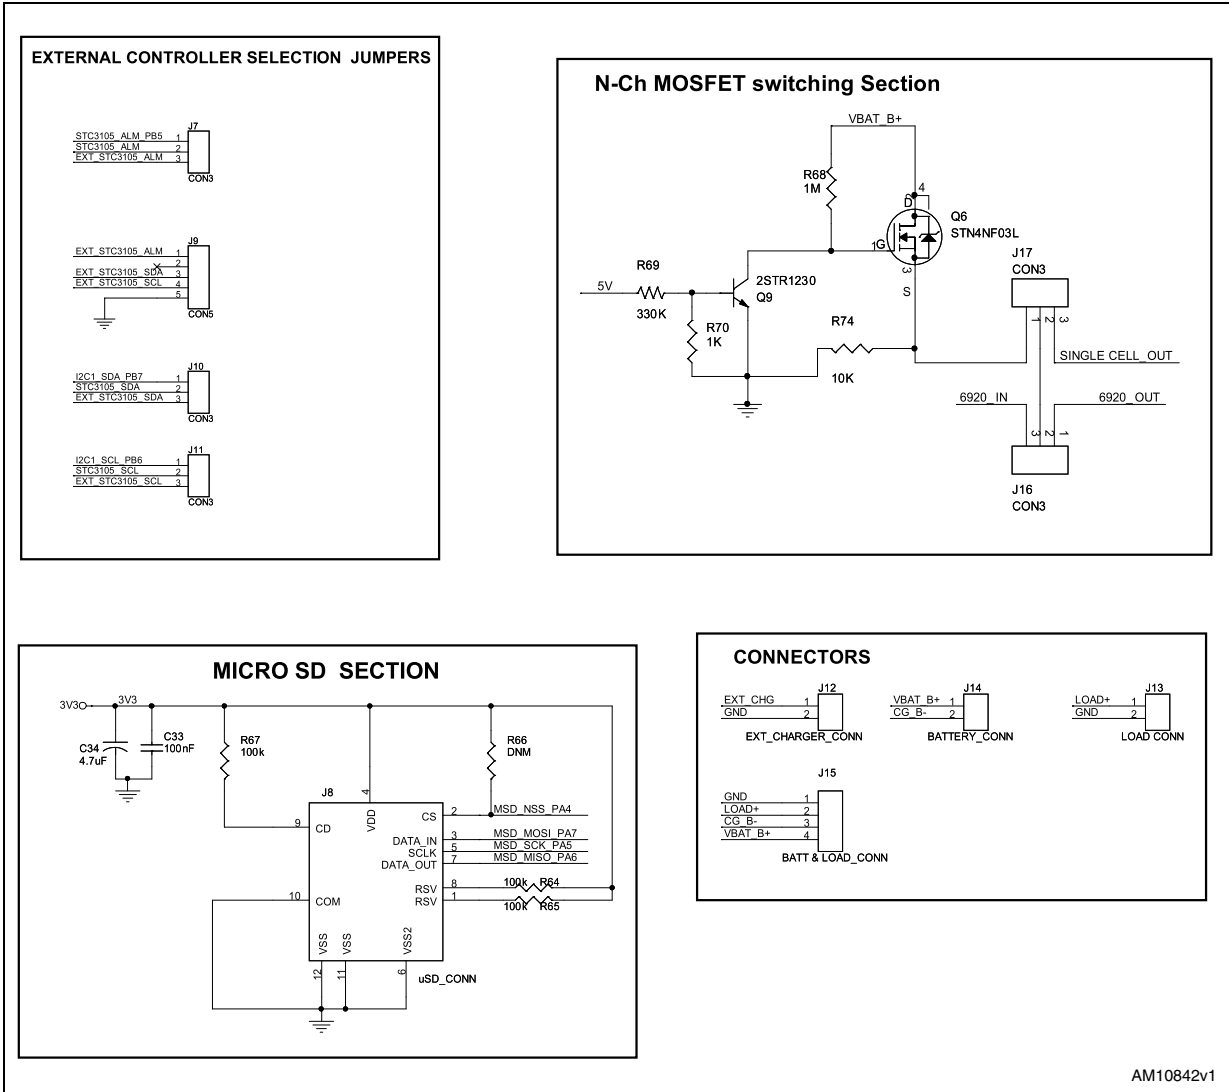 EXTERNAL CONTROLLER SELECTION JUMPERS
J7
STC3105_ALM_PB5 1
STC3105_ALM 2
EXT_STC3105_ALM 3
CON3
J9
EXT_STC3105_ALM 1
2
EXT_STC3105_SDA 3
EXT_STC3105_SCL 4
5
CON5
J10
I2C1_SDA_PB7 1
STC3105_SDA 2
EXT_STC3105_SDA 3
CON3
J11
I2C1_SCL_PB6 1
STC3105_SCL 2
EXT_STC3105_SCL 3
CON3
N-Ch MOSFET switching Section
VBAT_B+
R68
1M
4
D
Q6
STN4NF03L
1 G
3
S
J17
CON3
1 2 3
R69
5V
330K
2STR1230
Q9
R70
1K
R74
10K
SINGLE CELL_OUT
6920_IN
6920_OUT
3 2 1
J16
CON3
MICRO SD SECTION
3V3
3V3
C34
4.7uF
C33
100nF
R67
100k
R66
DNM
J8
4
VDD
9 CD
CS 2 MSD_NSS_PA4
DATA_IN 3 MSD_MOSI_PA7
SCLK 5 MSD_SCK_PA5
DATA_OUT 7 MSD_MISO_PA6
RSV 8 100k R64
RSV 1 100k R65
10 COM
VSS VSS VSS2
12 11 6
uSD_CONN
CONNECTORS
J12
EXT_CHG 1
GND 2
EXT_CHARGER_CONN
J14
VBAT_B+ 1
CG_B- 2
BATTERY_CONN
J13
LOAD+ 1
GND 2
LOAD CONN
J15
GND 1
LOAD+ 2
CG_B- 3
VBAT_B+ 4
BATT & LOAD_CONN
AM10842v1